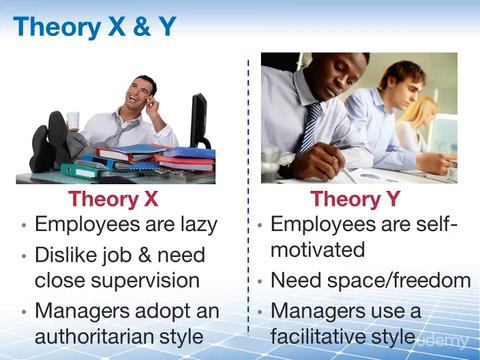 Theory X & Y
Theory X
• Employees are lazy
• Dislike job & need
close supervision
• Managers adopt an
authoritarian style
Theory Y
• Employees are self-
motivated
• Need space/freedom
• Managers use a
facilitative style
udemy